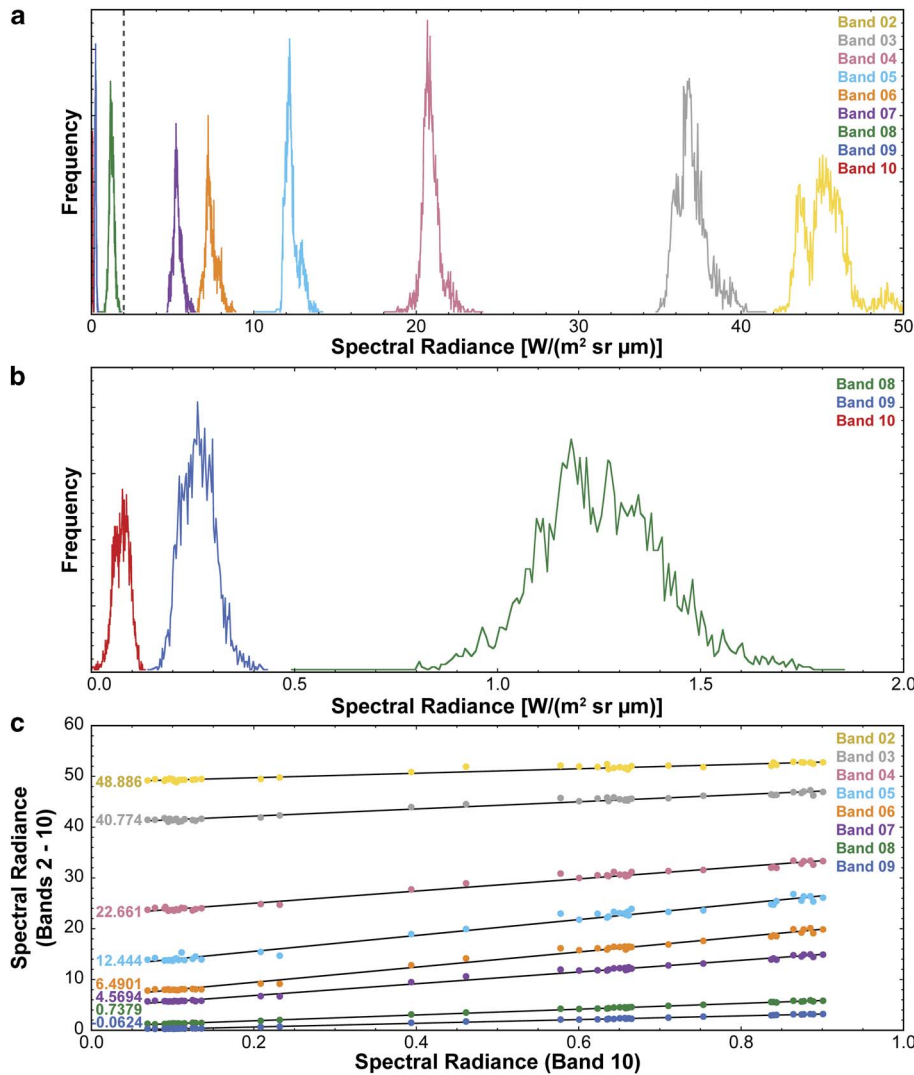 a
Frequency
Band 02
Band 03
Band 04
Band 05
Band 06
Band 07
Band 08
Band 09
Band 10
0 10 20 30 40 50
Spectral Radiance [W/(m² sr µm)]
b
Frequency
Band 08
Band 09
Band 10
0.0 0.5 1.0 1.5 2.0
Spectral Radiance [W/(m² sr µm)]
c
Spectral Radiance
(Bands 2 - 10)
60
50
40
30
20
10
0
48.886
40.774
22.661
12.444
6.4901
4.5694
0.7379
-0.0624
Band 02
Band 03
Band 04
Band 05
Band 06
Band 07
Band 08
Band 09
0.0 0.2 0.4 0.6 0.8 1.0
Spectral Radiance (Band 10)